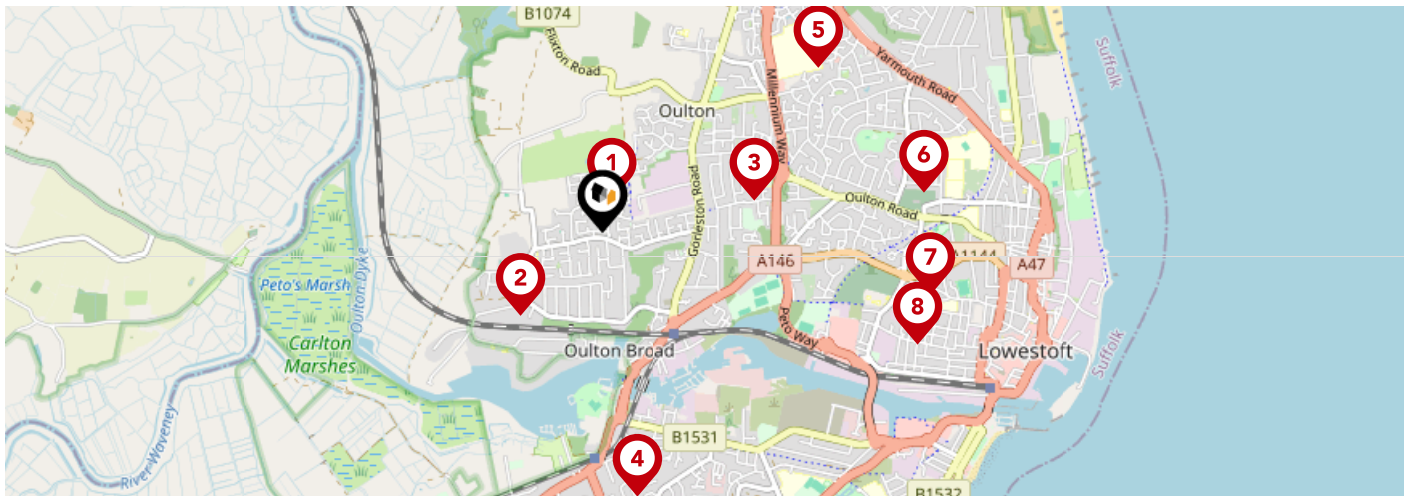 B1074
5
Suffolk
Flixton Road
Yarmouth Road
Millennium Way
Oulton
1
3
6
Gorleston Road
Oulton Road
A146
7
A1144
A47
2
Peto's Marsh
Oulton Dyke
8
Peto Way
Carlton
Marshes
Oulton Broad
Lowestoft
Suffolk
River Waveney
B1531
4
B1532